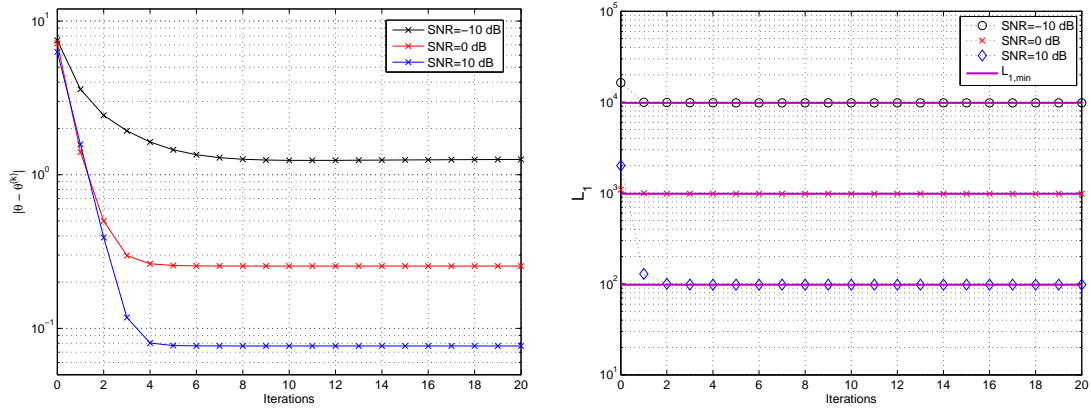 10^1
10^0
10^-1
|θ − θ^(k)|
0 2 4 6 8 10 12 14 16 18 20
Iterations
SNR=−10 dB
SNR=0 dB
SNR=10 dB
10^5
10^4
10^3
10^2
10^1
L_1
0 2 4 6 8 10 12 14 16 18 20
Iterations
SNR=−10 dB
SNR=0 dB
SNR=10 dB
L_1,min